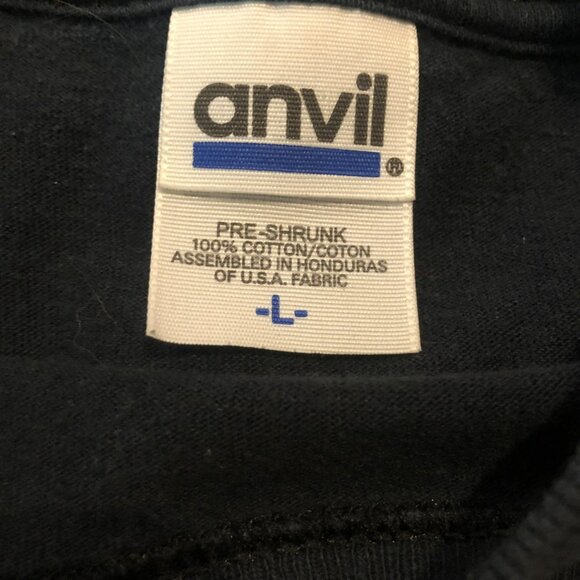 anvil®
PRE-SHRUNK
100% COTTON/COTON
ASSEMBLED IN HONDURAS
OF U.S.A. FABRIC
-L-